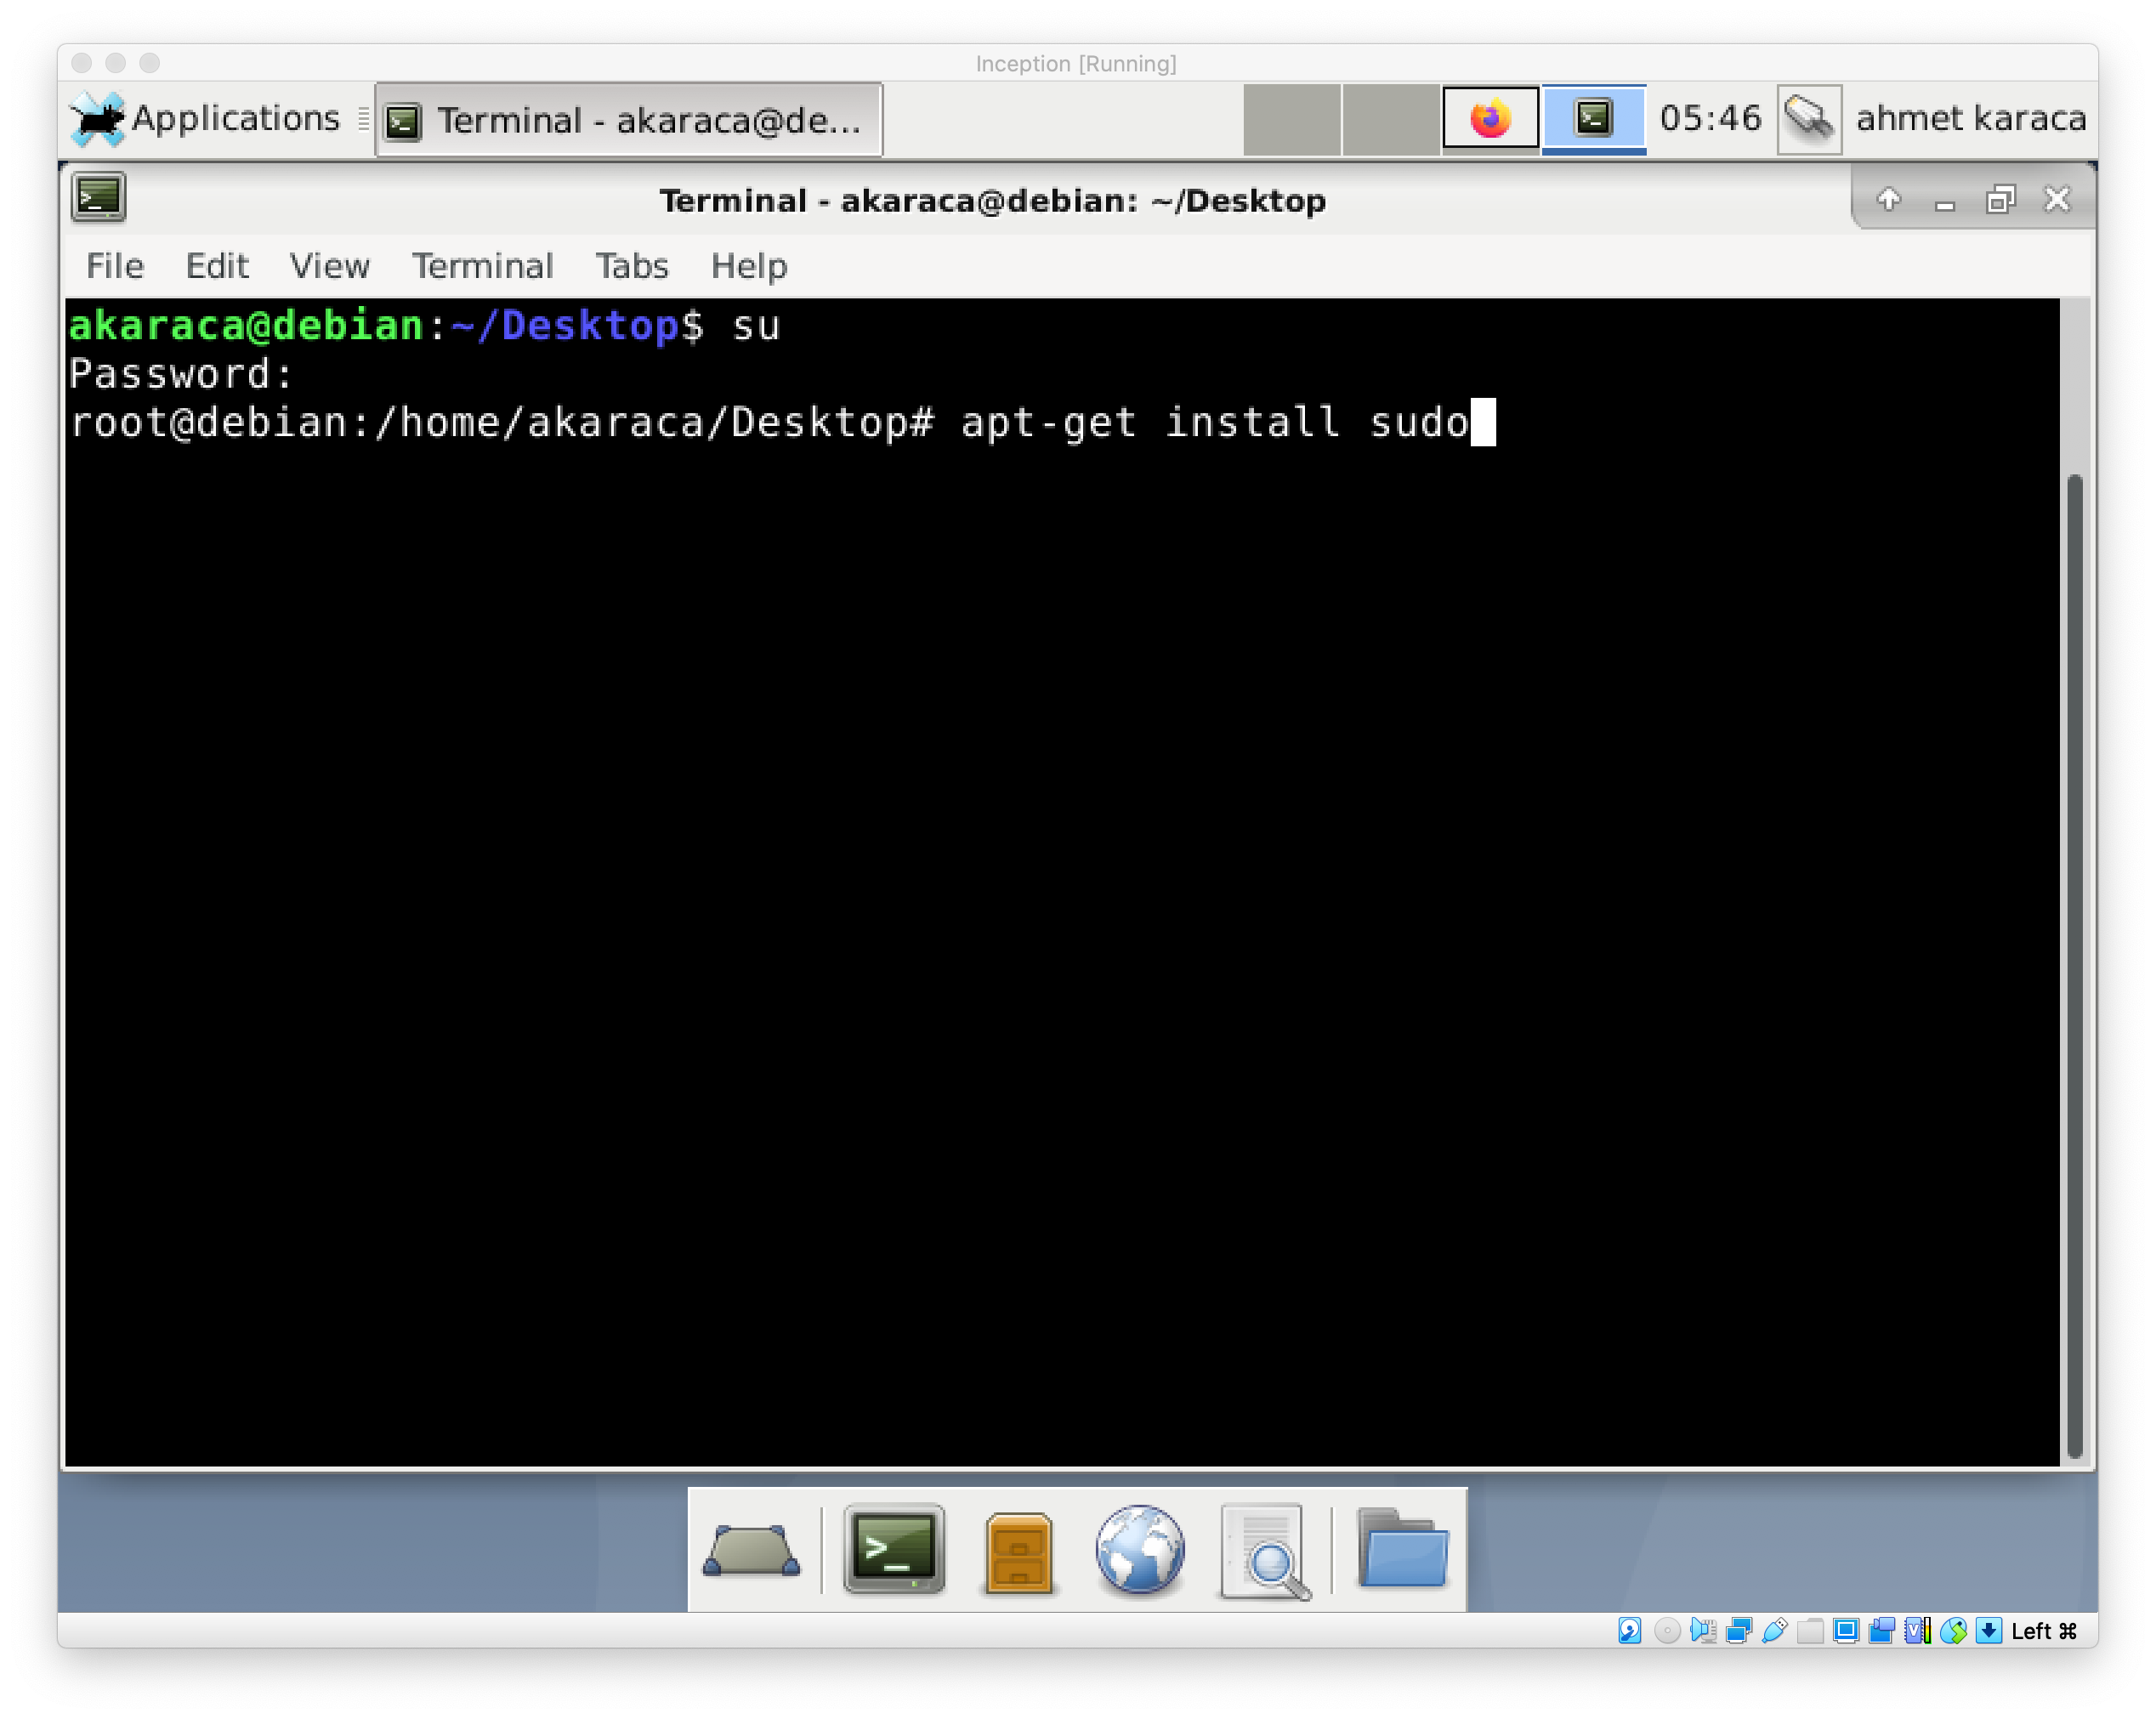 Inception [Running]
Applications
Terminal - akaraca@de...
05:46
ahmet karaca
Terminal - akaraca@debian: ~/Desktop
File Edit View Terminal Tabs Help
akaraca@debian:~/Desktop$ su
Password:
root@debian:/home/akaraca/Desktop# apt-get install sudo
Left ⌘